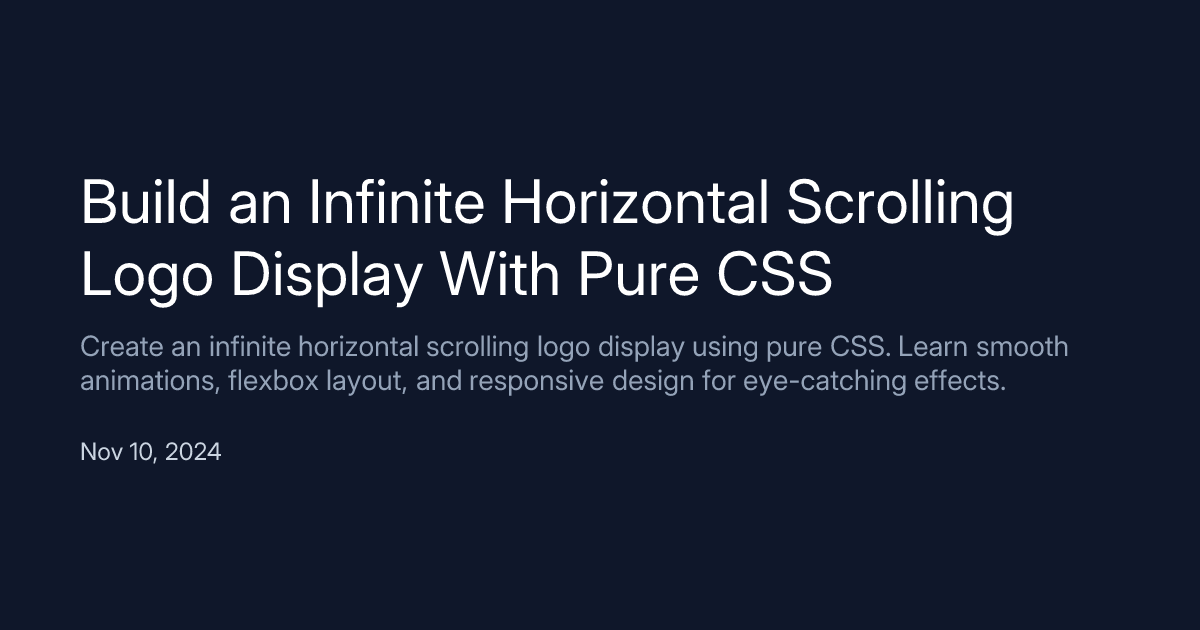 Build an Infinite Horizontal Scrolling
Logo Display With Pure CSS
Create an infinite horizontal scrolling logo display using pure CSS. Learn smooth
animations, flexbox layout, and responsive design for eye-catching effects.
Nov 10, 2024